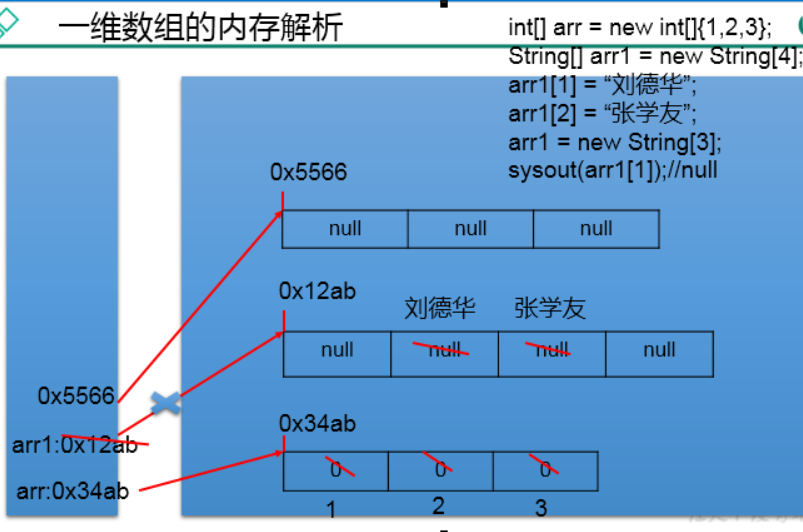 一维数组的内存解析
int[] arr = new int[]{1,2,3};
String[] arr1 = new String[4];
arr1[1] = “刘德华”;
arr1[2] = “张学友”;
arr1 = new String[3];
sysout(arr1[1]);//null
0x5566
null null null
0x12ab
刘德华 张学友
null null null null
0x5566
arr1:0x12ab
0x34ab
arr:0x34ab
0 0 0
1 2 3